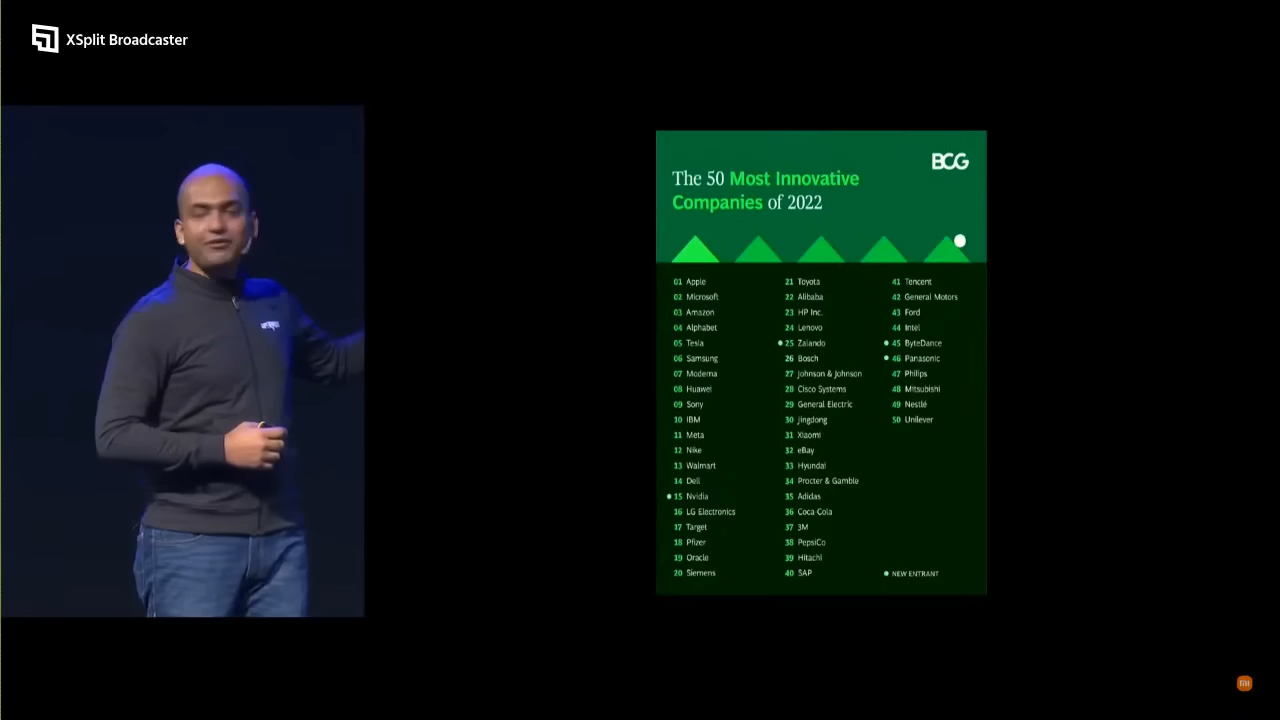 XSplit Broadcaster
BCG
The 50 Most Innovative
Companies of 2022
01 Apple
02 Microsoft
03 Amazon
04 Alphabet
05 Tesla
06 Samsung
07 Moderna
08 Huawei
09 Sony
10 IBM
11 Meta
12 Nike
13 Walmart
14 Dell
15 Nvidia
16 LG Electronics
17 Target
18 Pfizer
19 Oracle
20 Siemens
21 Toyota
22 Alibaba
23 HP Inc.
24 Lenovo
25 Zalando
26 Bosch
27 Johnson & Johnson
28 Cisco Systems
29 General Electric
30 Jingdong
31 Xiaomi
32 eBay
33 Hyundai
34 Procter & Gamble
35 Adidas
36 Coca-Cola
37 3M
38 PepsiCo
39 Hitachi
40 SAP
41 Tencent
42 General Motors
43 Ford
44 Intel
45 ByteDance
46 Panasonic
47 Philips
48 Mitsubishi
49 Nestlé
50 Unilever
NEW ENTRANT
mi